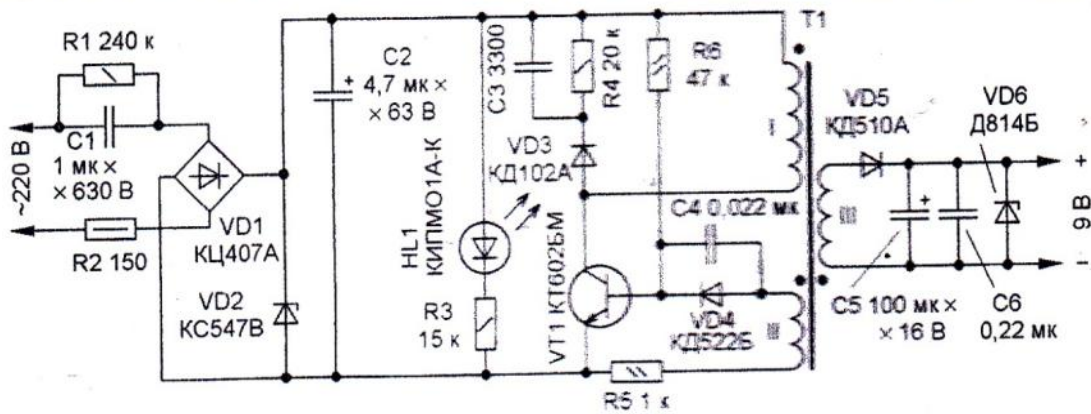 R1 240 к
C1
1 мк ×
× 630 В
~220 В
R2 150
VD1
КЦ407А
VD2
КС547В
C2
+
4,7 мк ×
× 63 В
HL1
КИПМО1А-К
R3
15 к
C3 3300
R4 20 к
VD3
КД102А
VT1 КТ602БМ
R6
47 к
C4 0,022 мк
VD4
КД522Б
R5 1 к
T1
I
II
III
VD5
КД510А
VD6
Д814Б
+
C5 100 мк ×
× 16 В
C6
0,22 мк
+
9 В
−